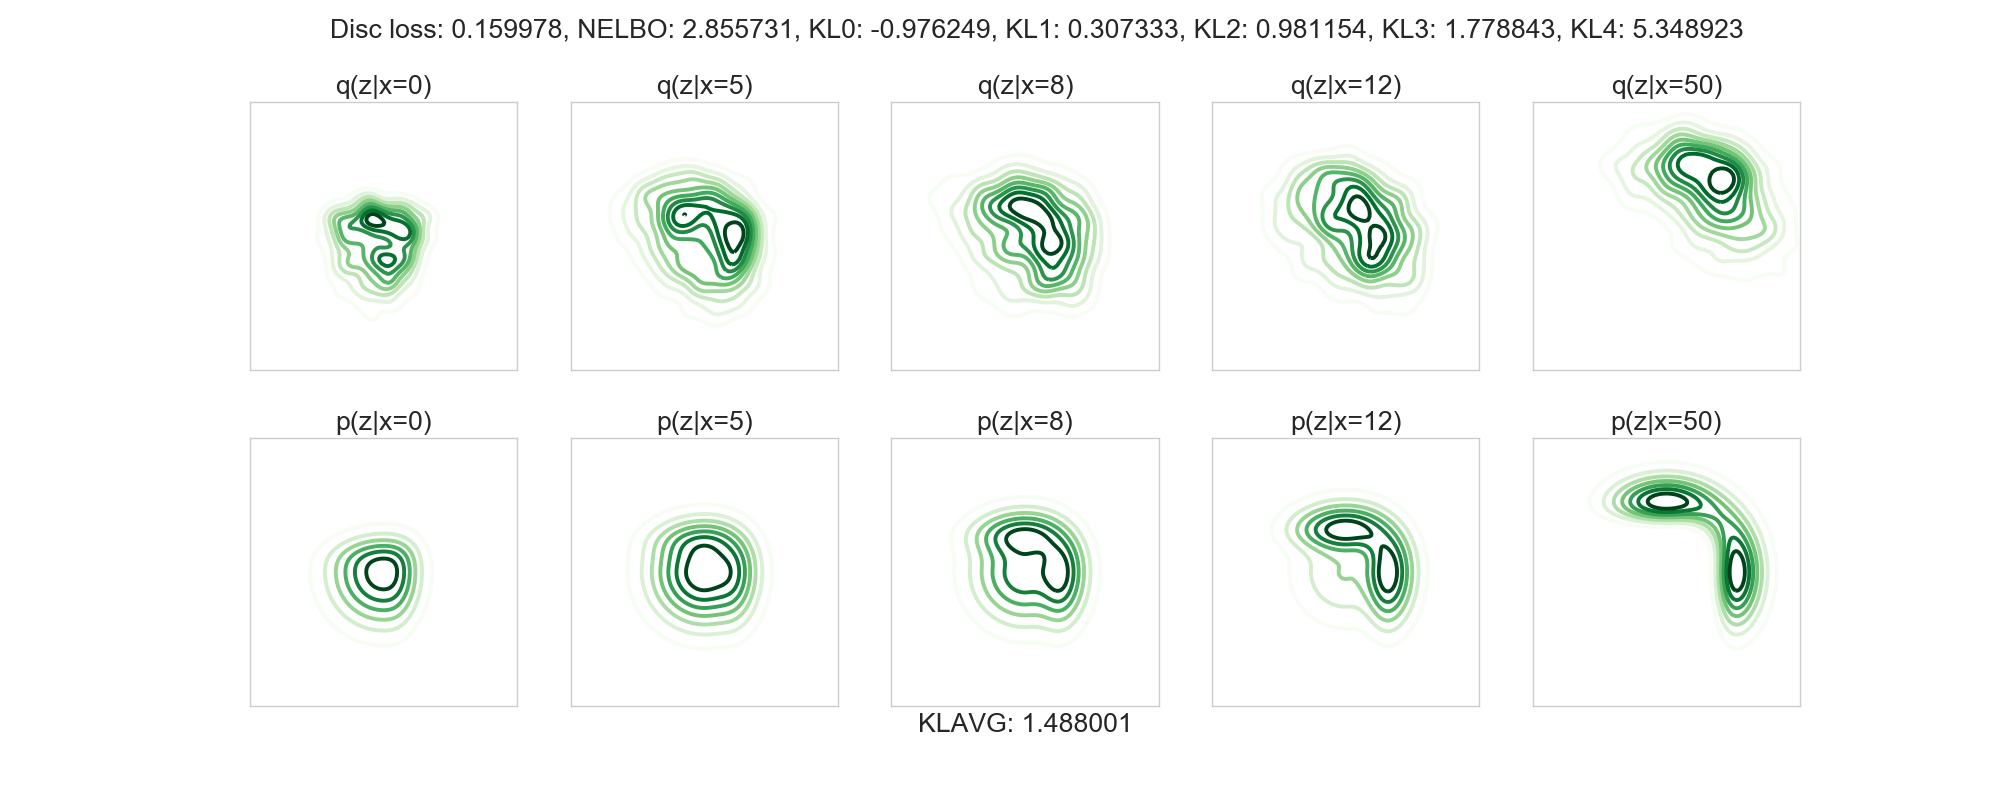 Disc loss: 0.159978, NELBO: 2.855731, KL0: -0.976249, KL1: 0.307333, KL2: 0.981154, KL3: 1.778843, KL4: 5.348923
q(z|x=0) q(z|x=5) q(z|x=8) q(z|x=12) q(z|x=50)
p(z|x=0) p(z|x=5) p(z|x=8) p(z|x=12) p(z|x=50)
KLAVG: 1.488001